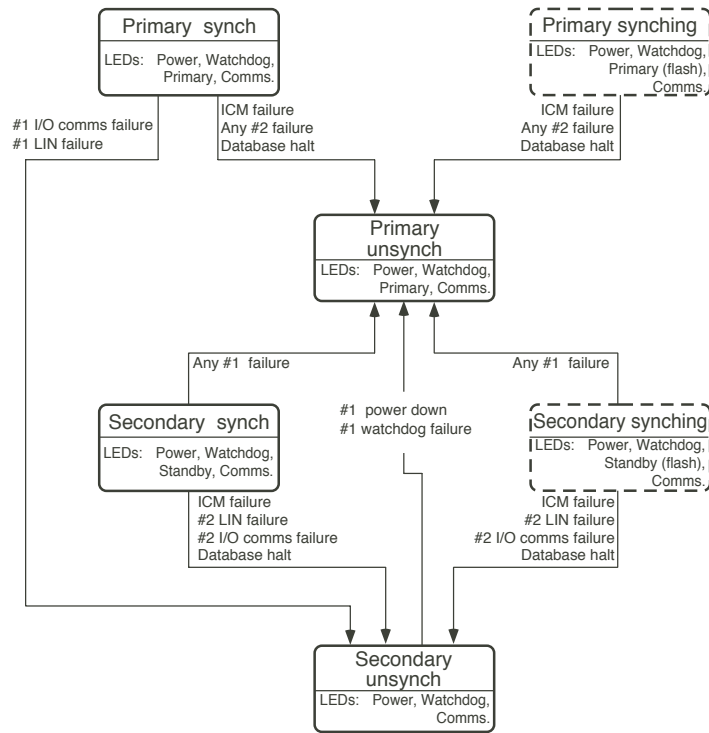 Primary synch
LEDs: Power, Watchdog,
Primary, Comms.
Primary synching
LEDs: Power, Watchdog,
Primary (flash),
Comms.
#1 I/O comms failure
#1 LIN failure
ICM failure
Any #2 failure
Database halt
ICM failure
Any #2 failure
Database halt
Primary
unsynch
LEDs: Power, Watchdog,
Primary, Comms.
Any #1 failure
Any #1 failure
#1 power down
#1 watchdog failure
Secondary synch
LEDs: Power, Watchdog,
Standby, Comms.
Secondary synching
LEDs: Power, Watchdog,
Standby (flash),
Comms.
ICM failure
#2 LIN failure
#2 I/O comms failure
Database halt
ICM failure
#2 LIN failure
#2 I/O comms failure
Database halt
Secondary
unsynch
LEDs: Power, Watchdog,
Comms.